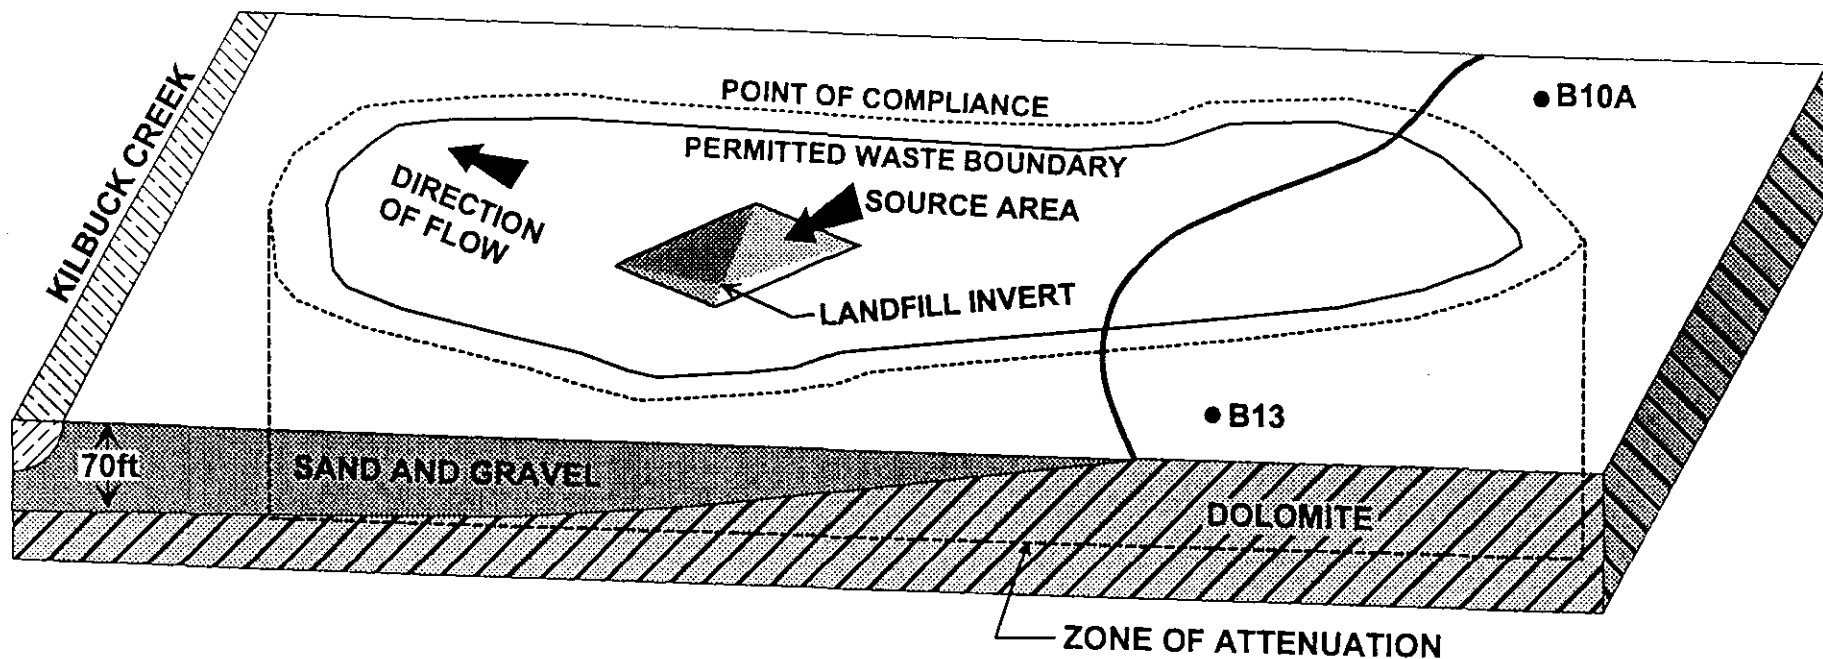 POINT OF COMPLIANCE
B10A
KILBUCK CREEK
PERMITTED WASTE BOUNDARY
DIRECTION
OF FLOW
SOURCE AREA
LANDFILL INVERT
B13
70ft
SAND AND GRAVEL
DOLOMITE
ZONE OF ATTENUATION